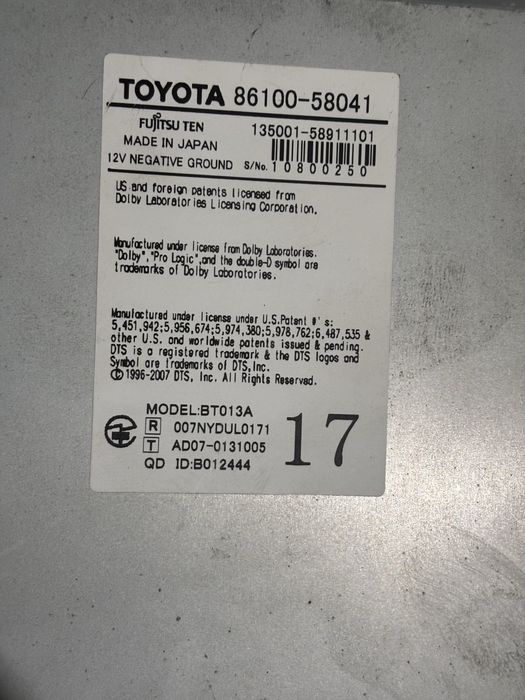 TOYOTA 86100-58041
FUJITSU TEN 135001-58911101
MADE IN JAPAN
12V NEGATIVE GROUND S/No. 10800250
US and foreign patents licensed from
Dolby Laboratories Licensing Corporation.
Manufactured under license from Dolby Laboratories.
"Dolby","Pro Logic",and the double-D symbol are
trademarks of Dolby Laboratories.
Manufactured under license under U.S.Patent #'s:
5,451,942;5,956,674;5,974,380;5,978,762;6,487,535 &
other U.S. and worldwide patents issued & pending.
DTS is a registered trademark & the DTS logos and
Symbol are trademarks of DTS,Inc.
©1996-2007 DTS, Inc. All Rights Reserved.
MODEL:BT013A
R 007NYDUL0171
T AD07-0131005
QD ID:B012444
17